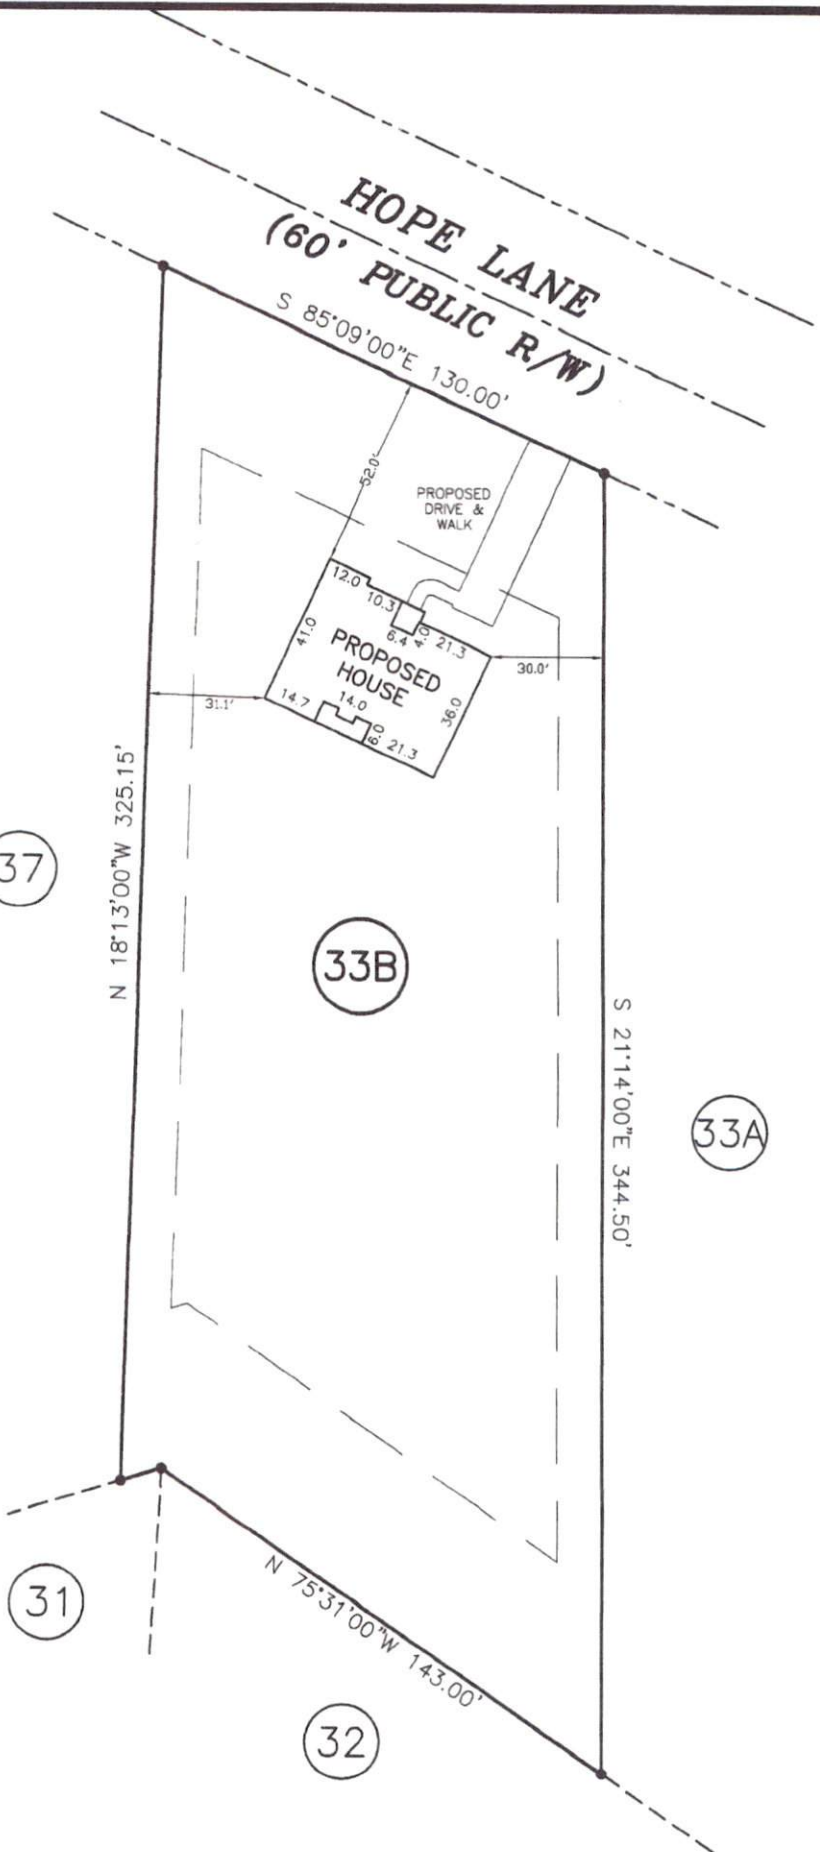 HOPE LANE
(60' PUBLIC R/W)
S 85°09'00"E 130.00'
52.0'
PROPOSED
DRIVE &
WALK
12.0
10.3
6.4
4.0
21.3
41.0
PROPOSED
HOUSE
30.0'
31.1'
14.7
14.0
6.0
21.3
36.0
N 18°13'00"W 325.15'
37
33B
S 21°14'00"E 344.50'
33A
31
N 75°31'00"W 143.00'
32